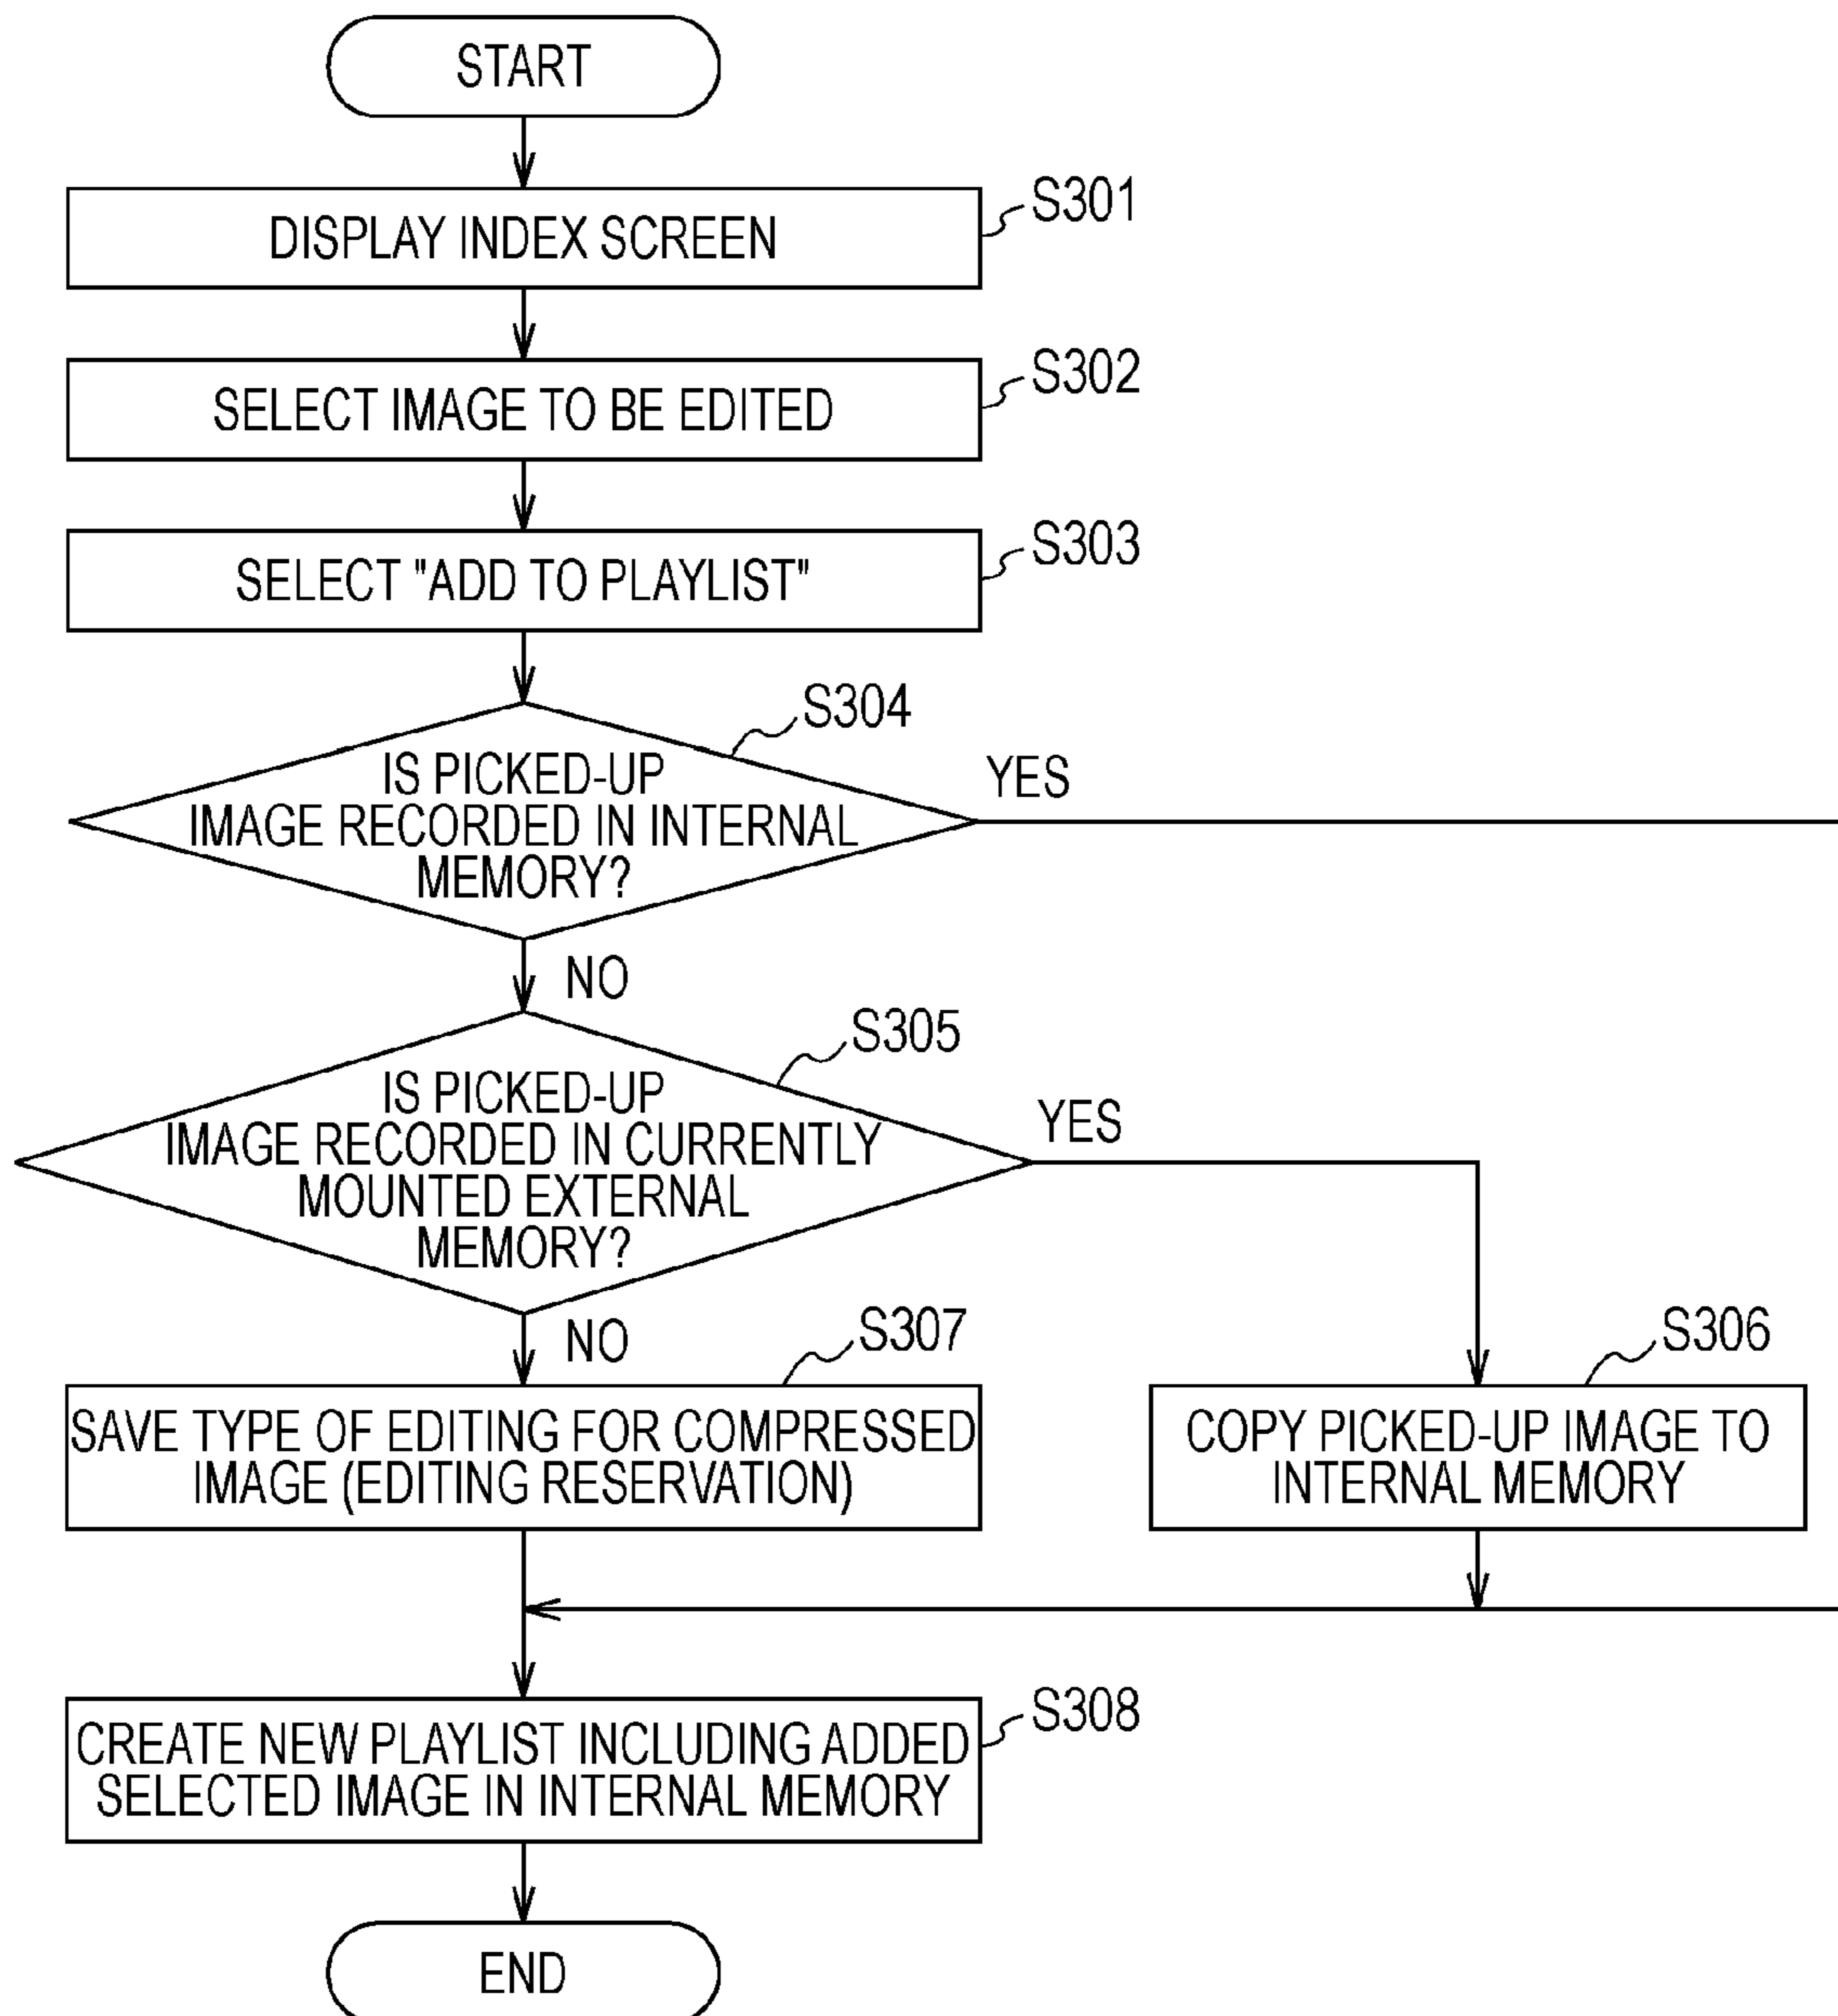 START
DISPLAY INDEX SCREEN
S301
SELECT IMAGE TO BE EDITED
S302
SELECT "ADD TO PLAYLIST"
S303
S304
IS PICKED-UP
IMAGE RECORDED IN INTERNAL
MEMORY?
YES
NO
S305
IS PICKED-UP
IMAGE RECORDED IN CURRENTLY
MOUNTED EXTERNAL
MEMORY?
YES
NO
S307
SAVE TYPE OF EDITING FOR COMPRESSED
IMAGE (EDITING RESERVATION)
S306
COPY PICKED-UP IMAGE TO
INTERNAL MEMORY
S308
CREATE NEW PLAYLIST INCLUDING ADDED
SELECTED IMAGE IN INTERNAL MEMORY
END